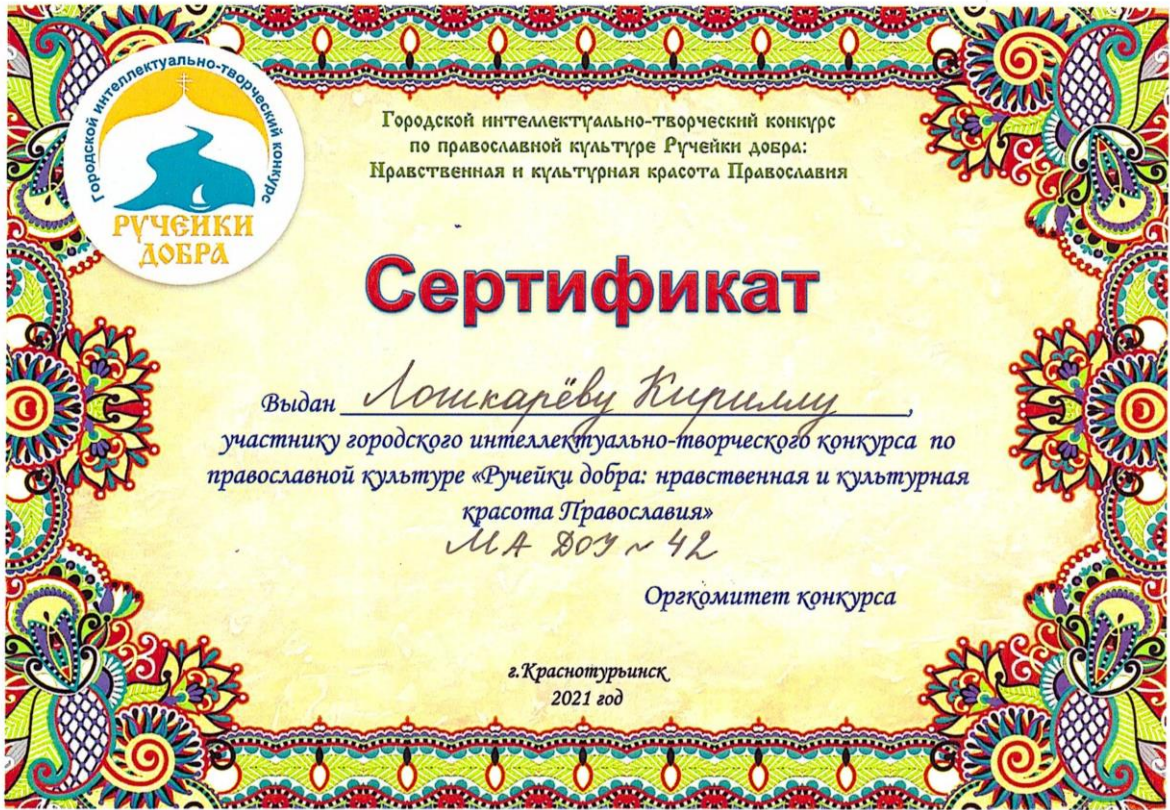 Городской интеллектуально-творческий конкурс
РУЧЕЙКИ
ДОБРА
Городской интеллектуально-творческий конкурс
по православной культуре Ручейки добра:
Нравственная и культурная красота Православия
Сертификат
Выдан Лошкарёву Кириллу,
участнику городского интеллектуально-творческого конкурса по
православной культуре «Ручейки добра: нравственная и культурная
красота Православия»
МА ДОУ № 42
Оргкомитет конкурса
г.Краснотурьинск
2021 год